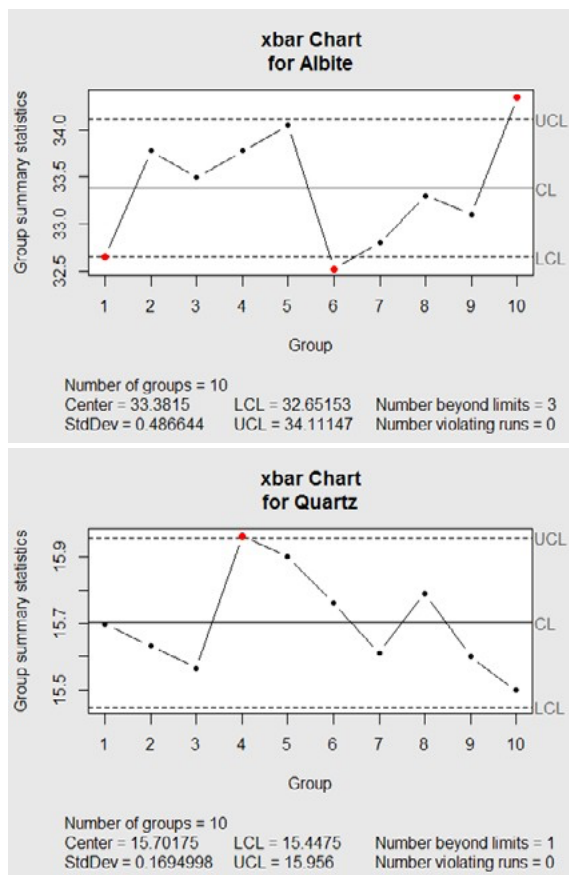 xbar Chart
for Albite
Group summary statistics
34.0
33.5
33.0
32.5
UCL
CL
LCL
1 2 3 4 5 6 7 8 9 10
Group
Number of groups = 10
Center = 33.3815 LCL = 32.65153 Number beyond limits = 3
StdDev = 0.486644 UCL = 34.11147 Number violating runs = 0
xbar Chart
for Quartz
Group summary statistics
15.9
15.7
15.5
UCL
CL
LCL
1 2 3 4 5 6 7 8 9 10
Group
Number of groups = 10
Center = 15.70175 LCL = 15.4475 Number beyond limits = 1
StdDev = 0.1694998 UCL = 15.956 Number violating runs = 0